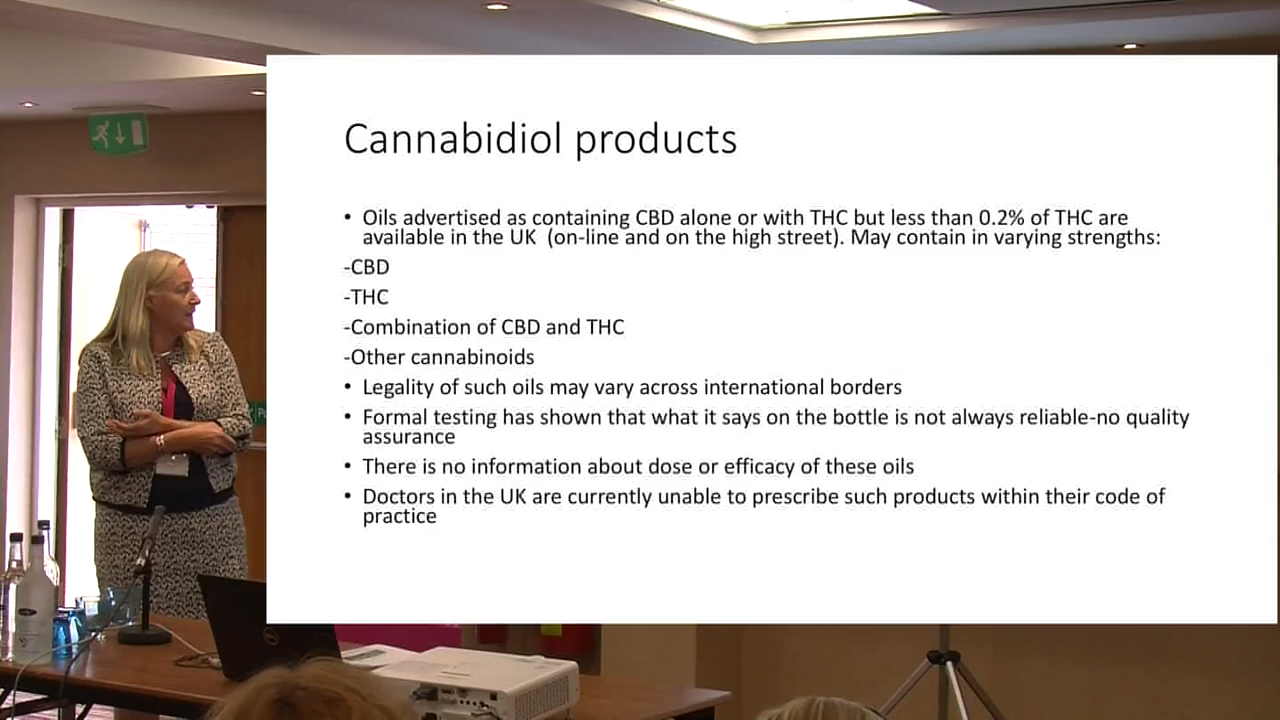 Cannabidiol products
• Oils advertised as containing CBD alone or with THC but less than 0.2% of THC are
available in the UK (on-line and on the high street). May contain in varying strengths:
-CBD
-THC
-Combination of CBD and THC
-Other cannabinoids
• Legality of such oils may vary across international borders
• Formal testing has shown that what it says on the bottle is not always reliable-no quality
assurance
• There is no information about dose or efficacy of these oils
• Doctors in the UK are currently unable to prescribe such products within their code of
practice